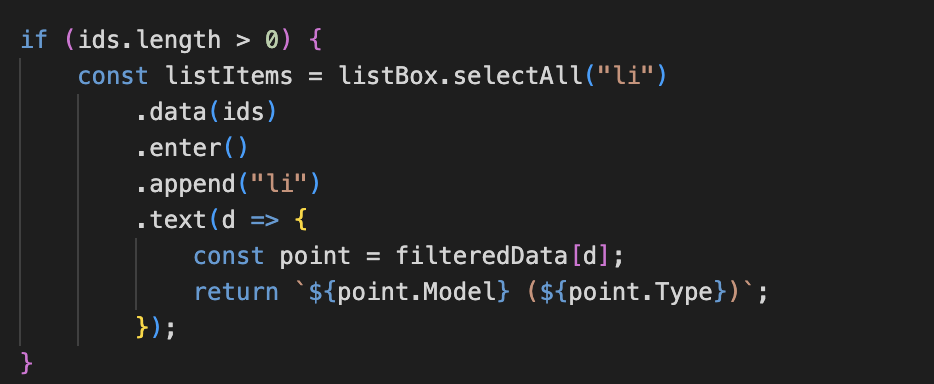 if (ids.length > 0) {
    const listItems = listBox.selectAll("li")
        .data(ids)
        .enter()
        .append("li")
        .text(d => {
            const point = filteredData[d];
            return `${point.Model} (${point.Type})`;
        });
}